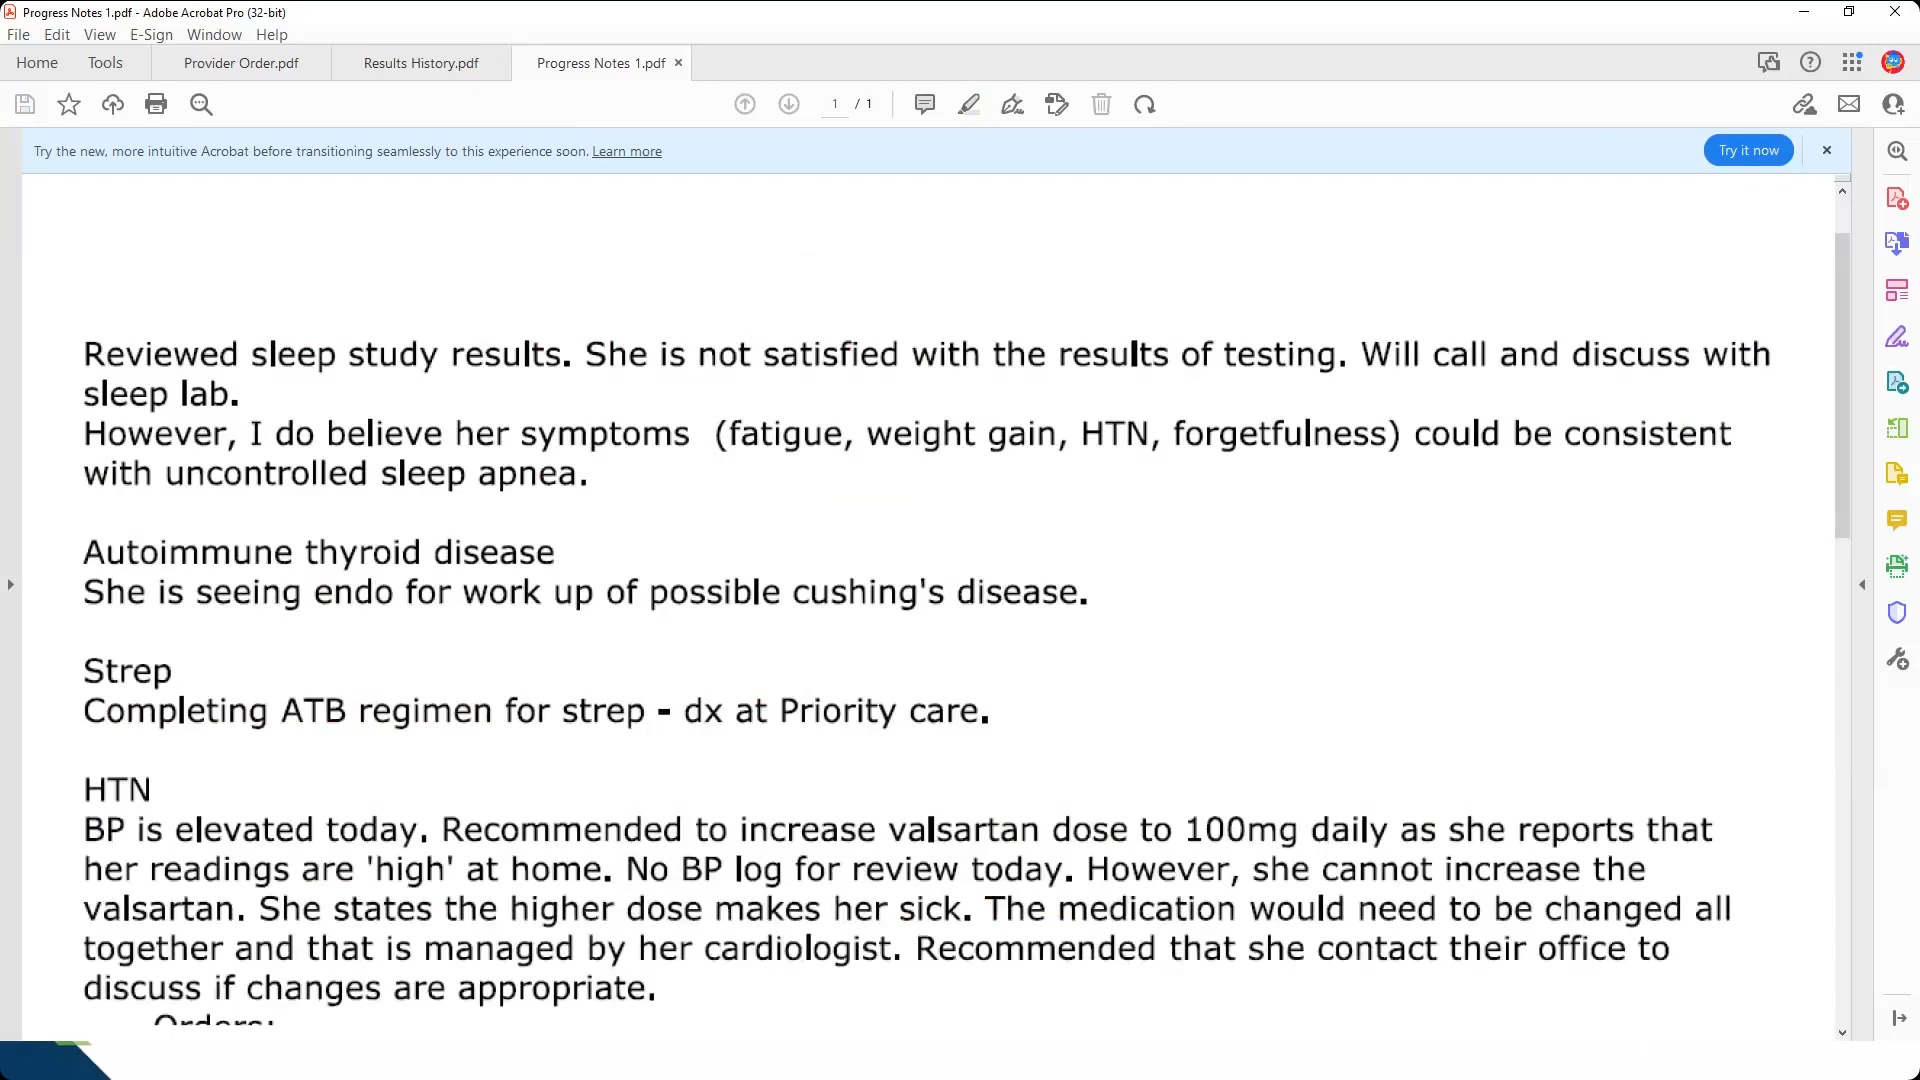 Progress Notes 1.pdf - Adobe Acrobat Pro (32-bit)
File Edit View E-Sign Window Help
Home Tools Provider Order.pdf Results History.pdf Progress Notes 1.pdf
1 / 1
Try the new, more intuitive Acrobat before transitioning seamlessly to this experience soon. Learn more Try it now
Reviewed sleep study results. She is not satisfied with the results of testing. Will call and discuss with
sleep lab.
However, I do believe her symptoms (fatigue, weight gain, HTN, forgetfulness) could be consistent
with uncontrolled sleep apnea.
Autoimmune thyroid disease
She is seeing endo for work up of possible cushing's disease.
Strep
Completing ATB regimen for strep - dx at Priority care.
HTN
BP is elevated today. Recommended to increase valsartan dose to 100mg daily as she reports that
her readings are 'high' at home. No BP log for review today. However, she cannot increase the
valsartan. She states the higher dose makes her sick. The medication would need to be changed all
together and that is managed by her cardiologist. Recommended that she contact their office to
discuss if changes are appropriate.
Orders: